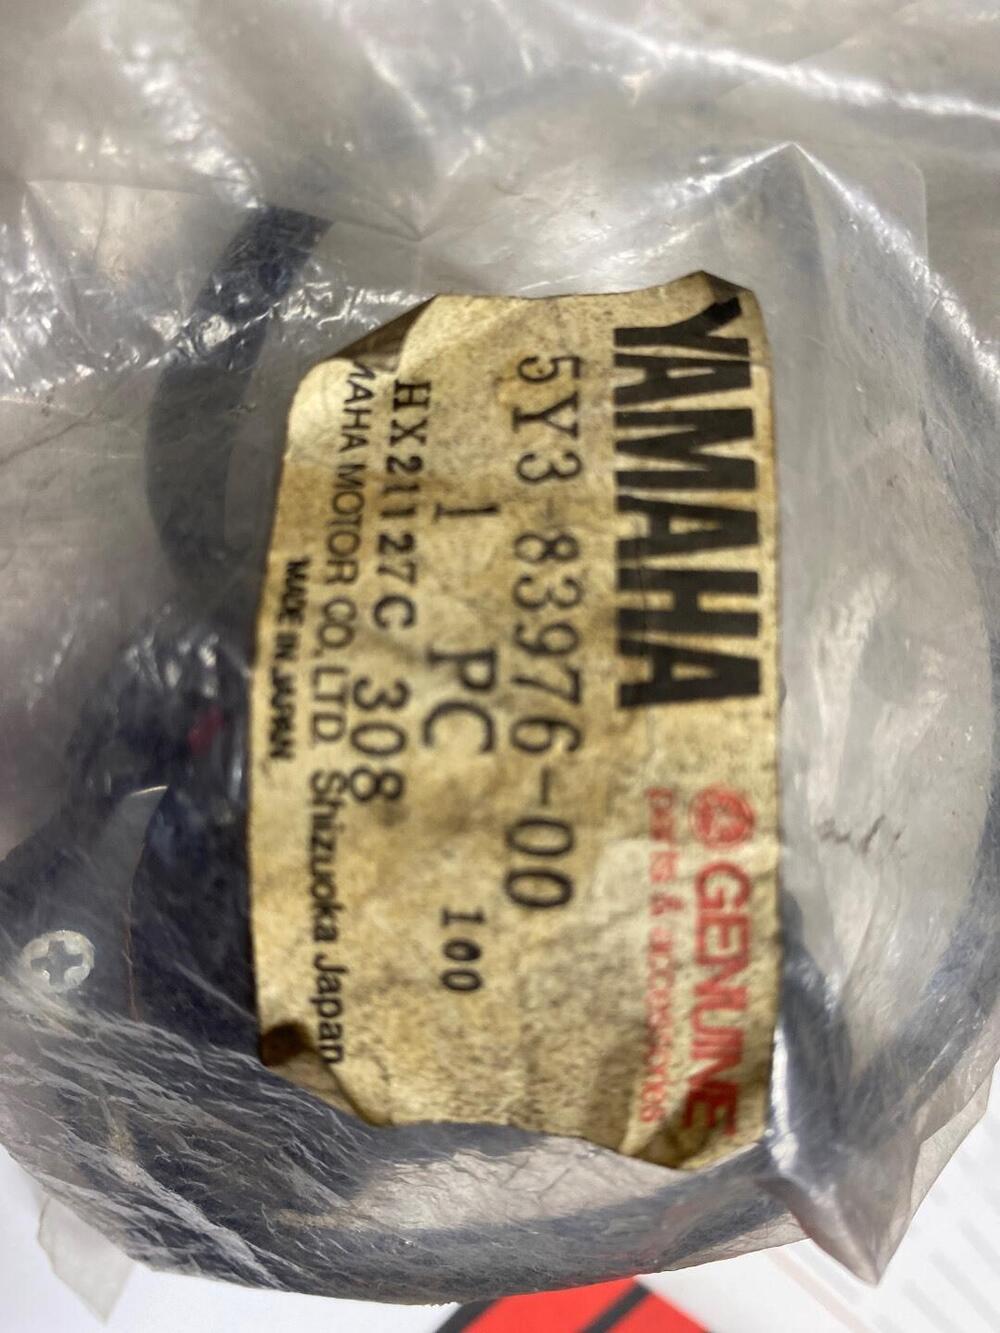 YAMAHA
GENUINE
parts & accessories
5Y3-83976-00
1 PC 100
HX21127C 308
MAHA MOTOR CO., LTD. Shizuoka Japan
MADE IN JAPAN